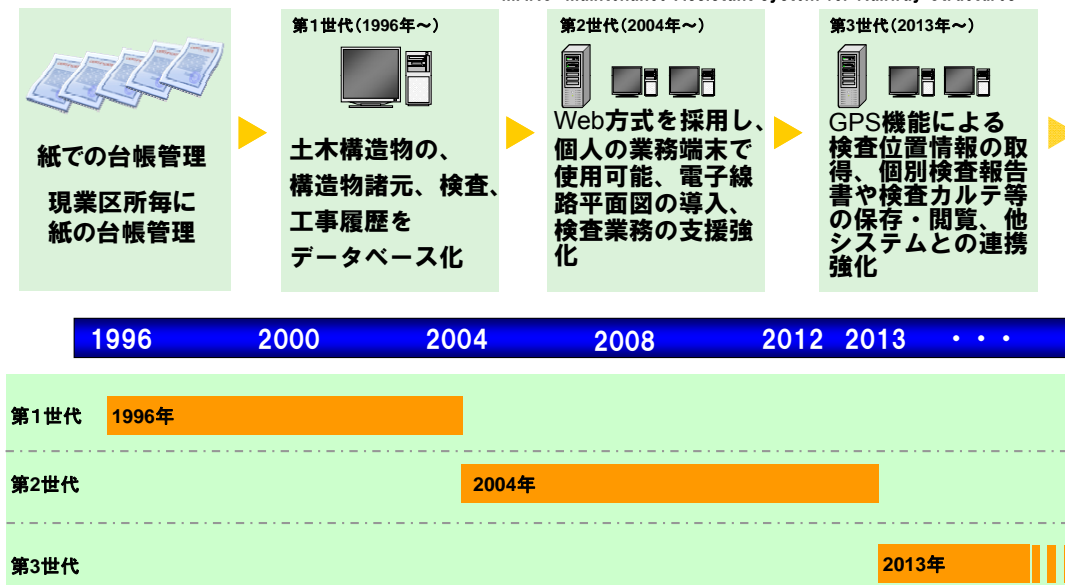 紙での台帳管理
現業区所毎に
紙の台帳管理
第1世代(1996年~)
土木構造物の、
構造物諸元、検査、
工事履歴を
データベース化
第2世代(2004年~)
Web方式を採用し、
個人の業務端末で
使用可能、電子線
路平面図の導入、
検査業務の支援強
化
第3世代(2013年~)
GPS機能による
検査位置情報の取
得、個別検査報告
書や検査カルテ等
の保存・閲覧、他
システムとの連携
強化
1996 2000 2004 2008 2012 2013 ・・・
第1世代 1996年
第2世代 2004年
第3世代 2013年